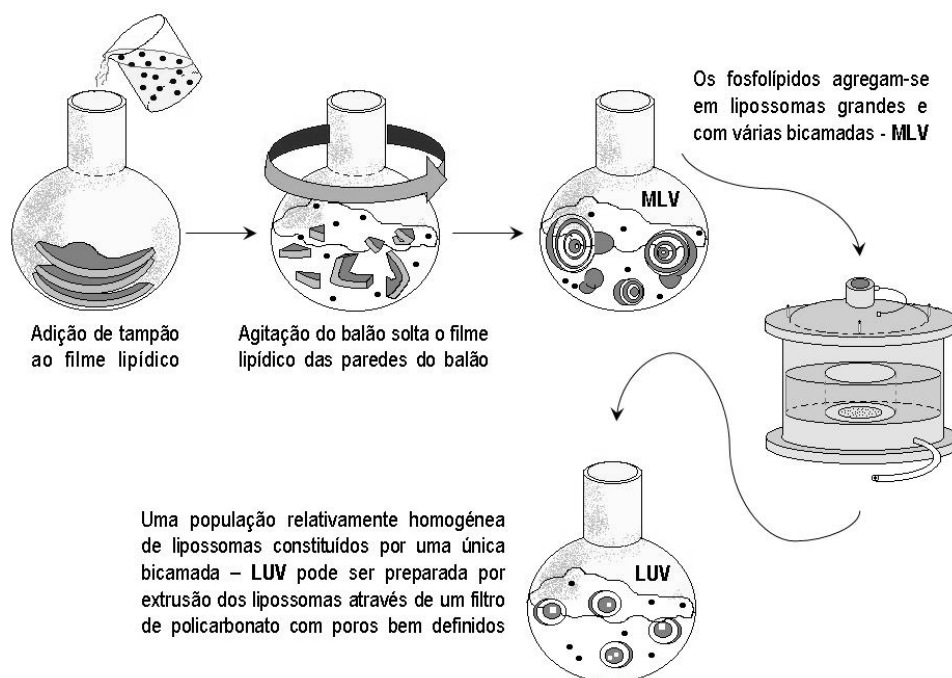 Os fosfolípidos agregam-se
em lipossomas grandes e
com várias bicamadas - MLV
MLV
Adição de tampão
ao filme lipídico
Agitação do balão solta o filme
lipídico das paredes do balão
Uma população relativamente homogénea
de lipossomas constituídos por uma única
bicamada – LUV pode ser preparada por
extrusão dos lipossomas através de um filtro
de policarbonato com poros bem definidos
LUV